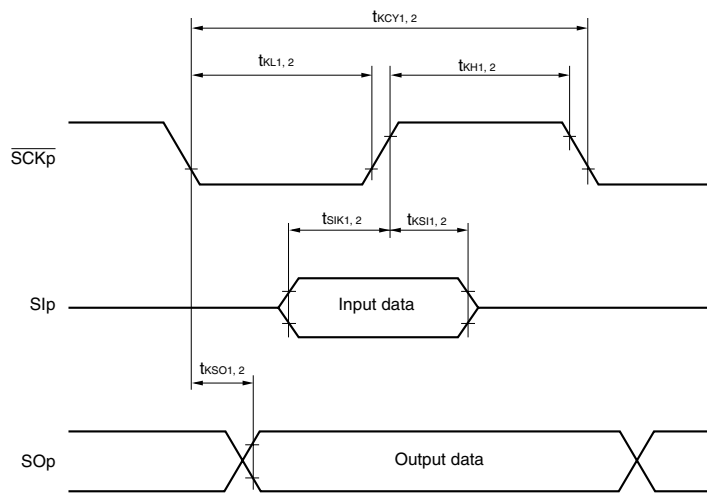 tKCY1, 2
tKL1, 2
tKH1, 2
SCKp
tSIK1, 2
tKSI1, 2
SIp
Input data
tKSO1, 2
SOp
Output data